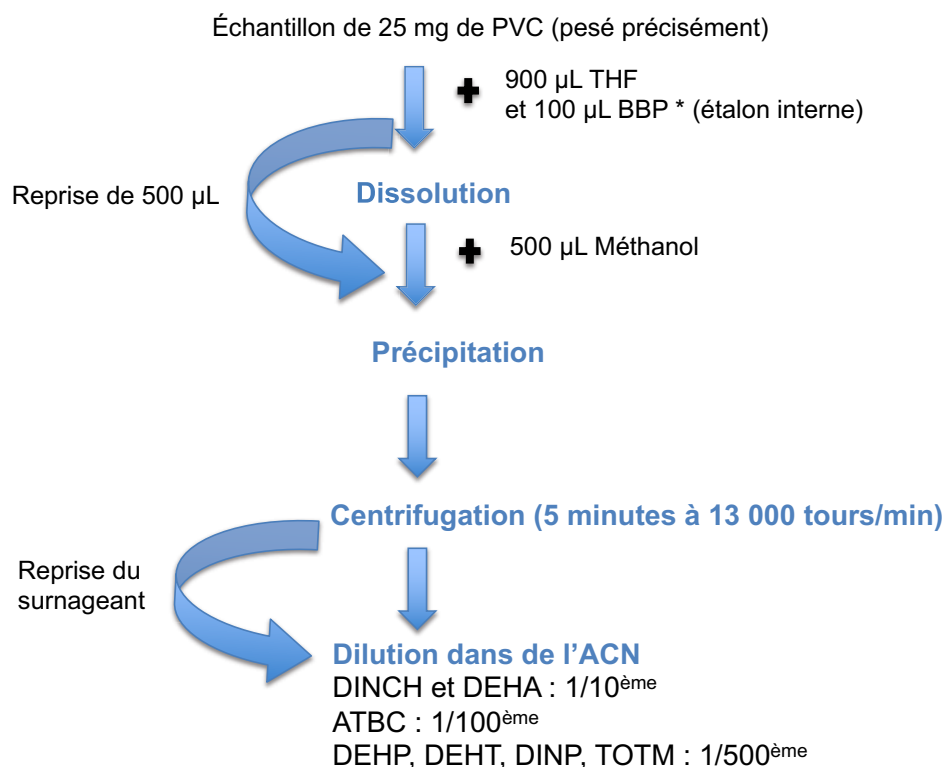 Échantillon de 25 mg de PVC (pesé précisément)
900 µL THF
et 100 µL BBP * (étalon interne)
Reprise de 500 µL
Dissolution
500 µL Méthanol
Précipitation
Centrifugation (5 minutes à 13 000 tours/min)
Reprise du
surnageant
Dilution dans de l’ACN
DINCH et DEHA : 1/10ème
ATBC : 1/100ème
DEHP, DEHT, DINP, TOTM : 1/500ème